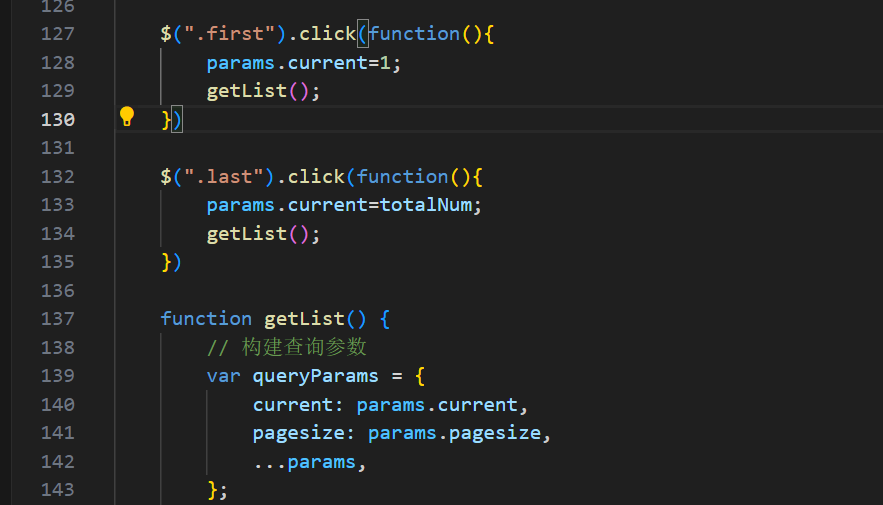 126
127 $(".first").click(function(){
128 params.current=1;
129 getList();
130 })
131
132 $(".last").click(function(){
133 params.current=totalNum;
134 getList();
135 })
136
137 function getList() {
138 // 构建查询参数
139 var queryParams = {
140 current: params.current,
141 pagesize: params.pagesize,
142 ...params,
143 };